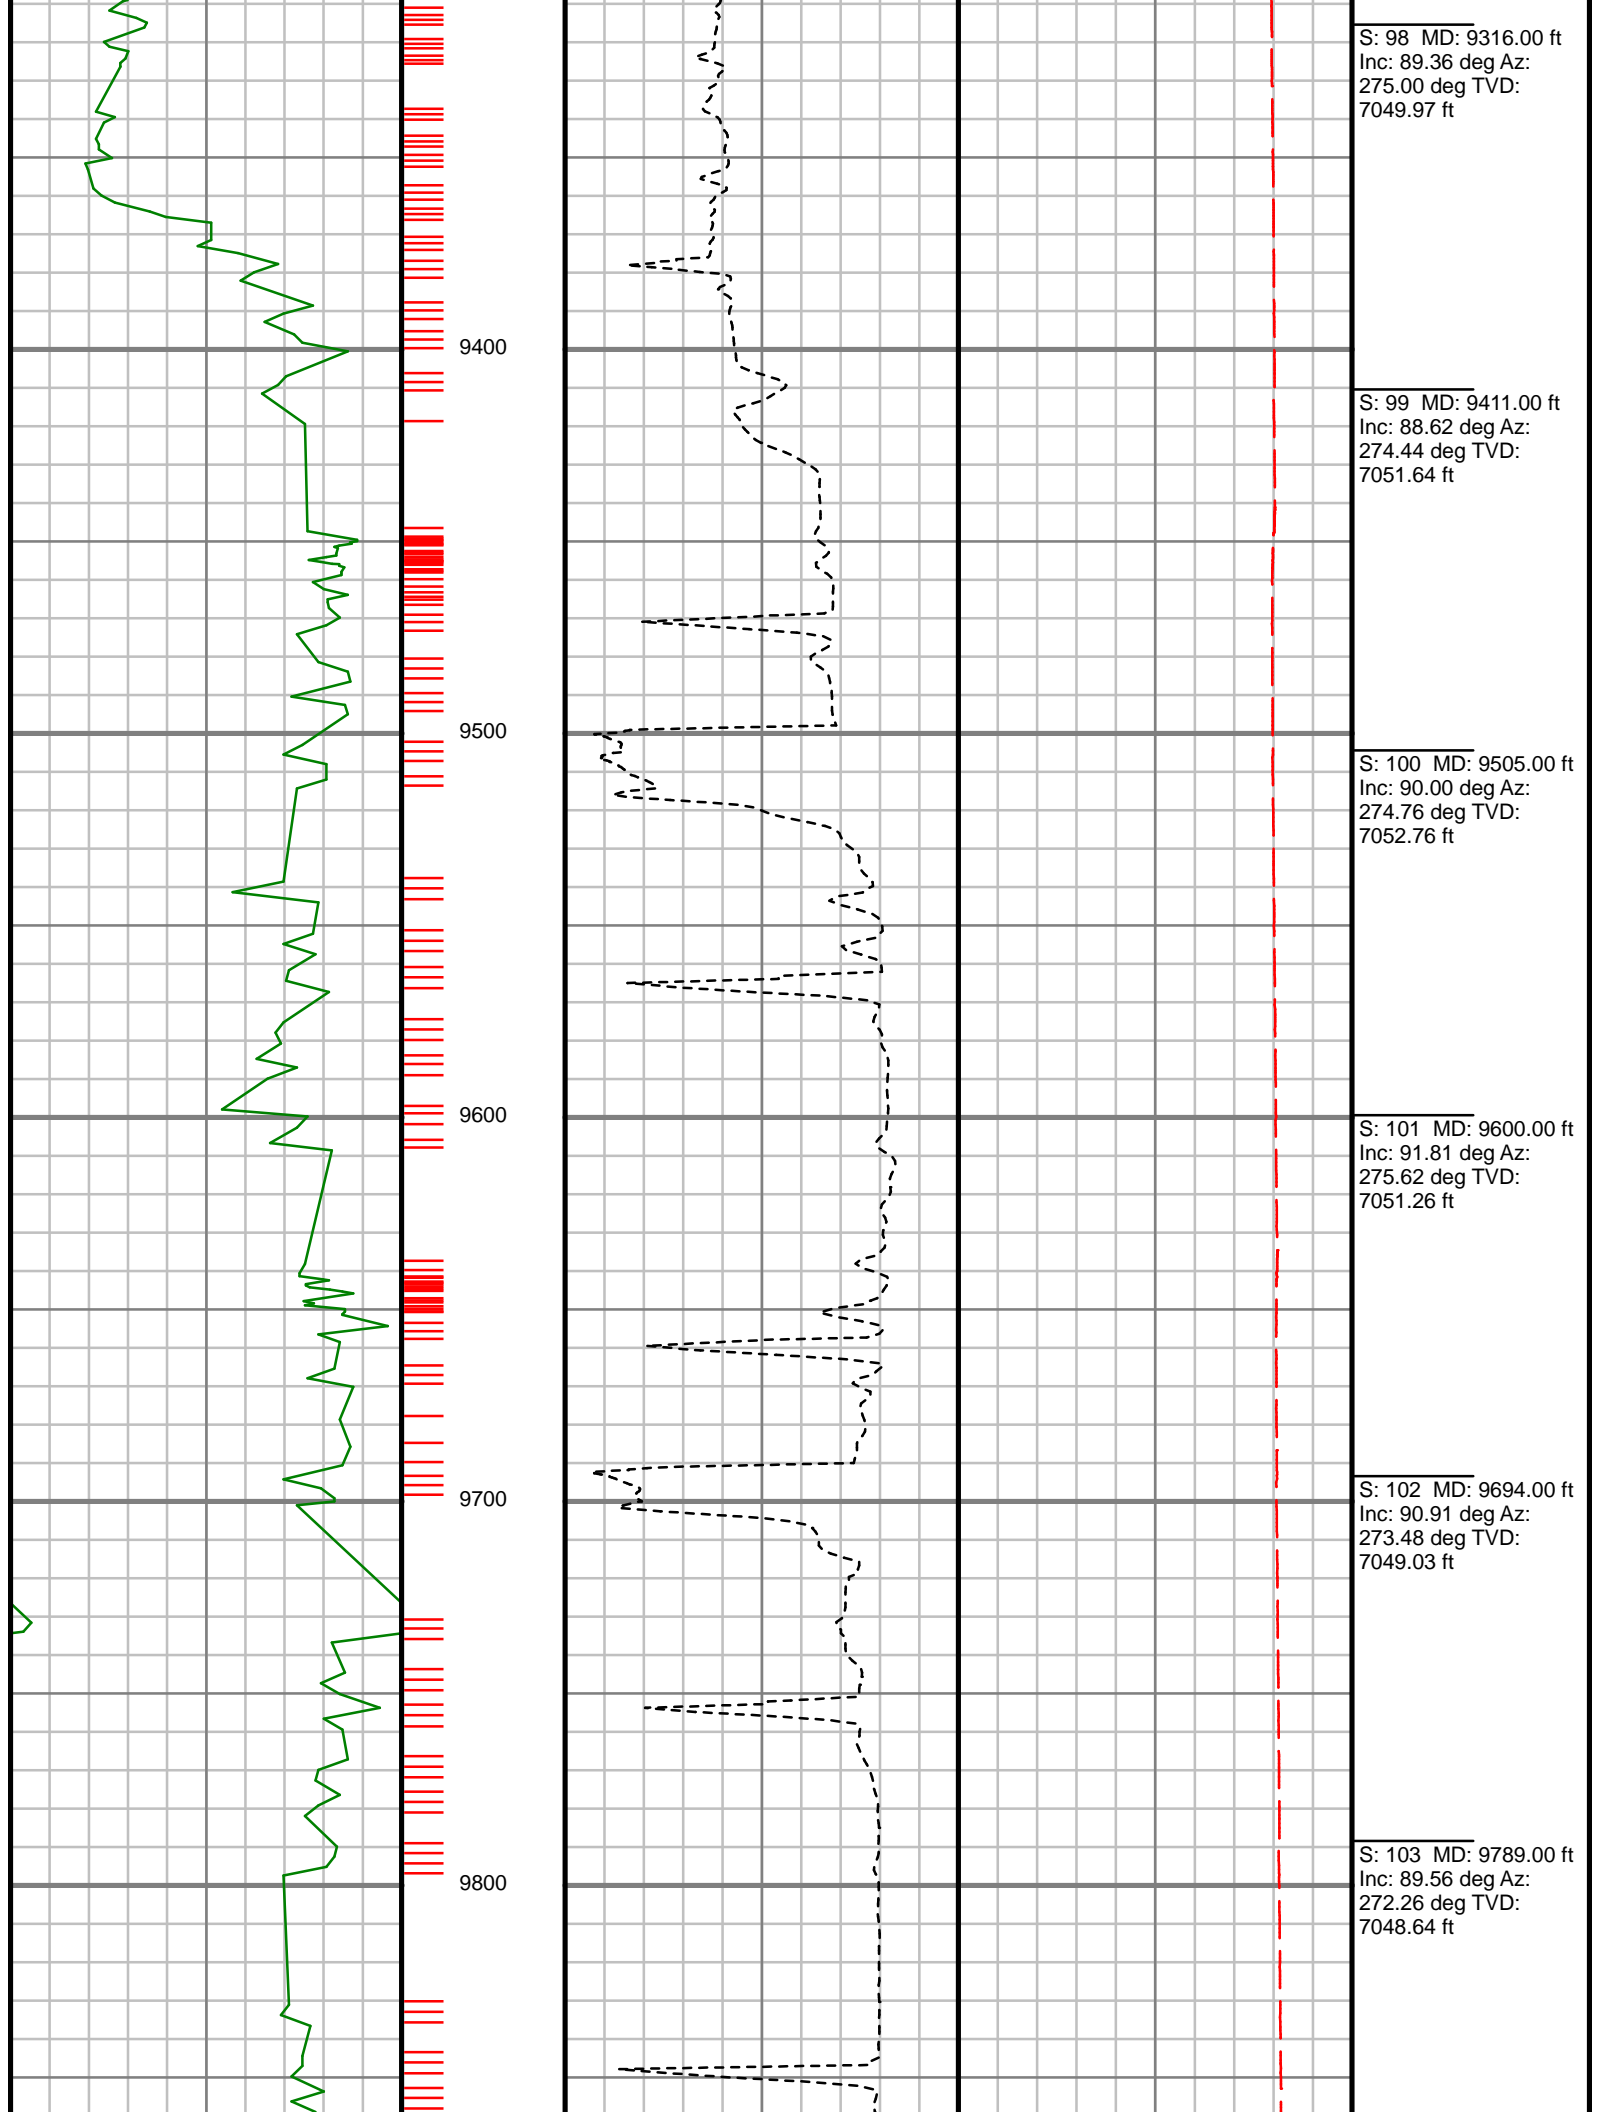 S: 98 MD: 9316.00 ft
Inc: 89.36 deg Az:
275.00 deg TVD:
7049.97 ft
9400
S: 99 MD: 9411.00 ft
Inc: 88.62 deg Az:
274.44 deg TVD:
7051.64 ft
9500
S: 100 MD: 9505.00 ft
Inc: 90.00 deg Az:
274.76 deg TVD:
7052.76 ft
9600
S: 101 MD: 9600.00 ft
Inc: 91.81 deg Az:
275.62 deg TVD:
7051.26 ft
9700
S: 102 MD: 9694.00 ft
Inc: 90.91 deg Az:
273.48 deg TVD:
7049.03 ft
9800
S: 103 MD: 9789.00 ft
Inc: 89.56 deg Az:
272.26 deg TVD:
7048.64 ft